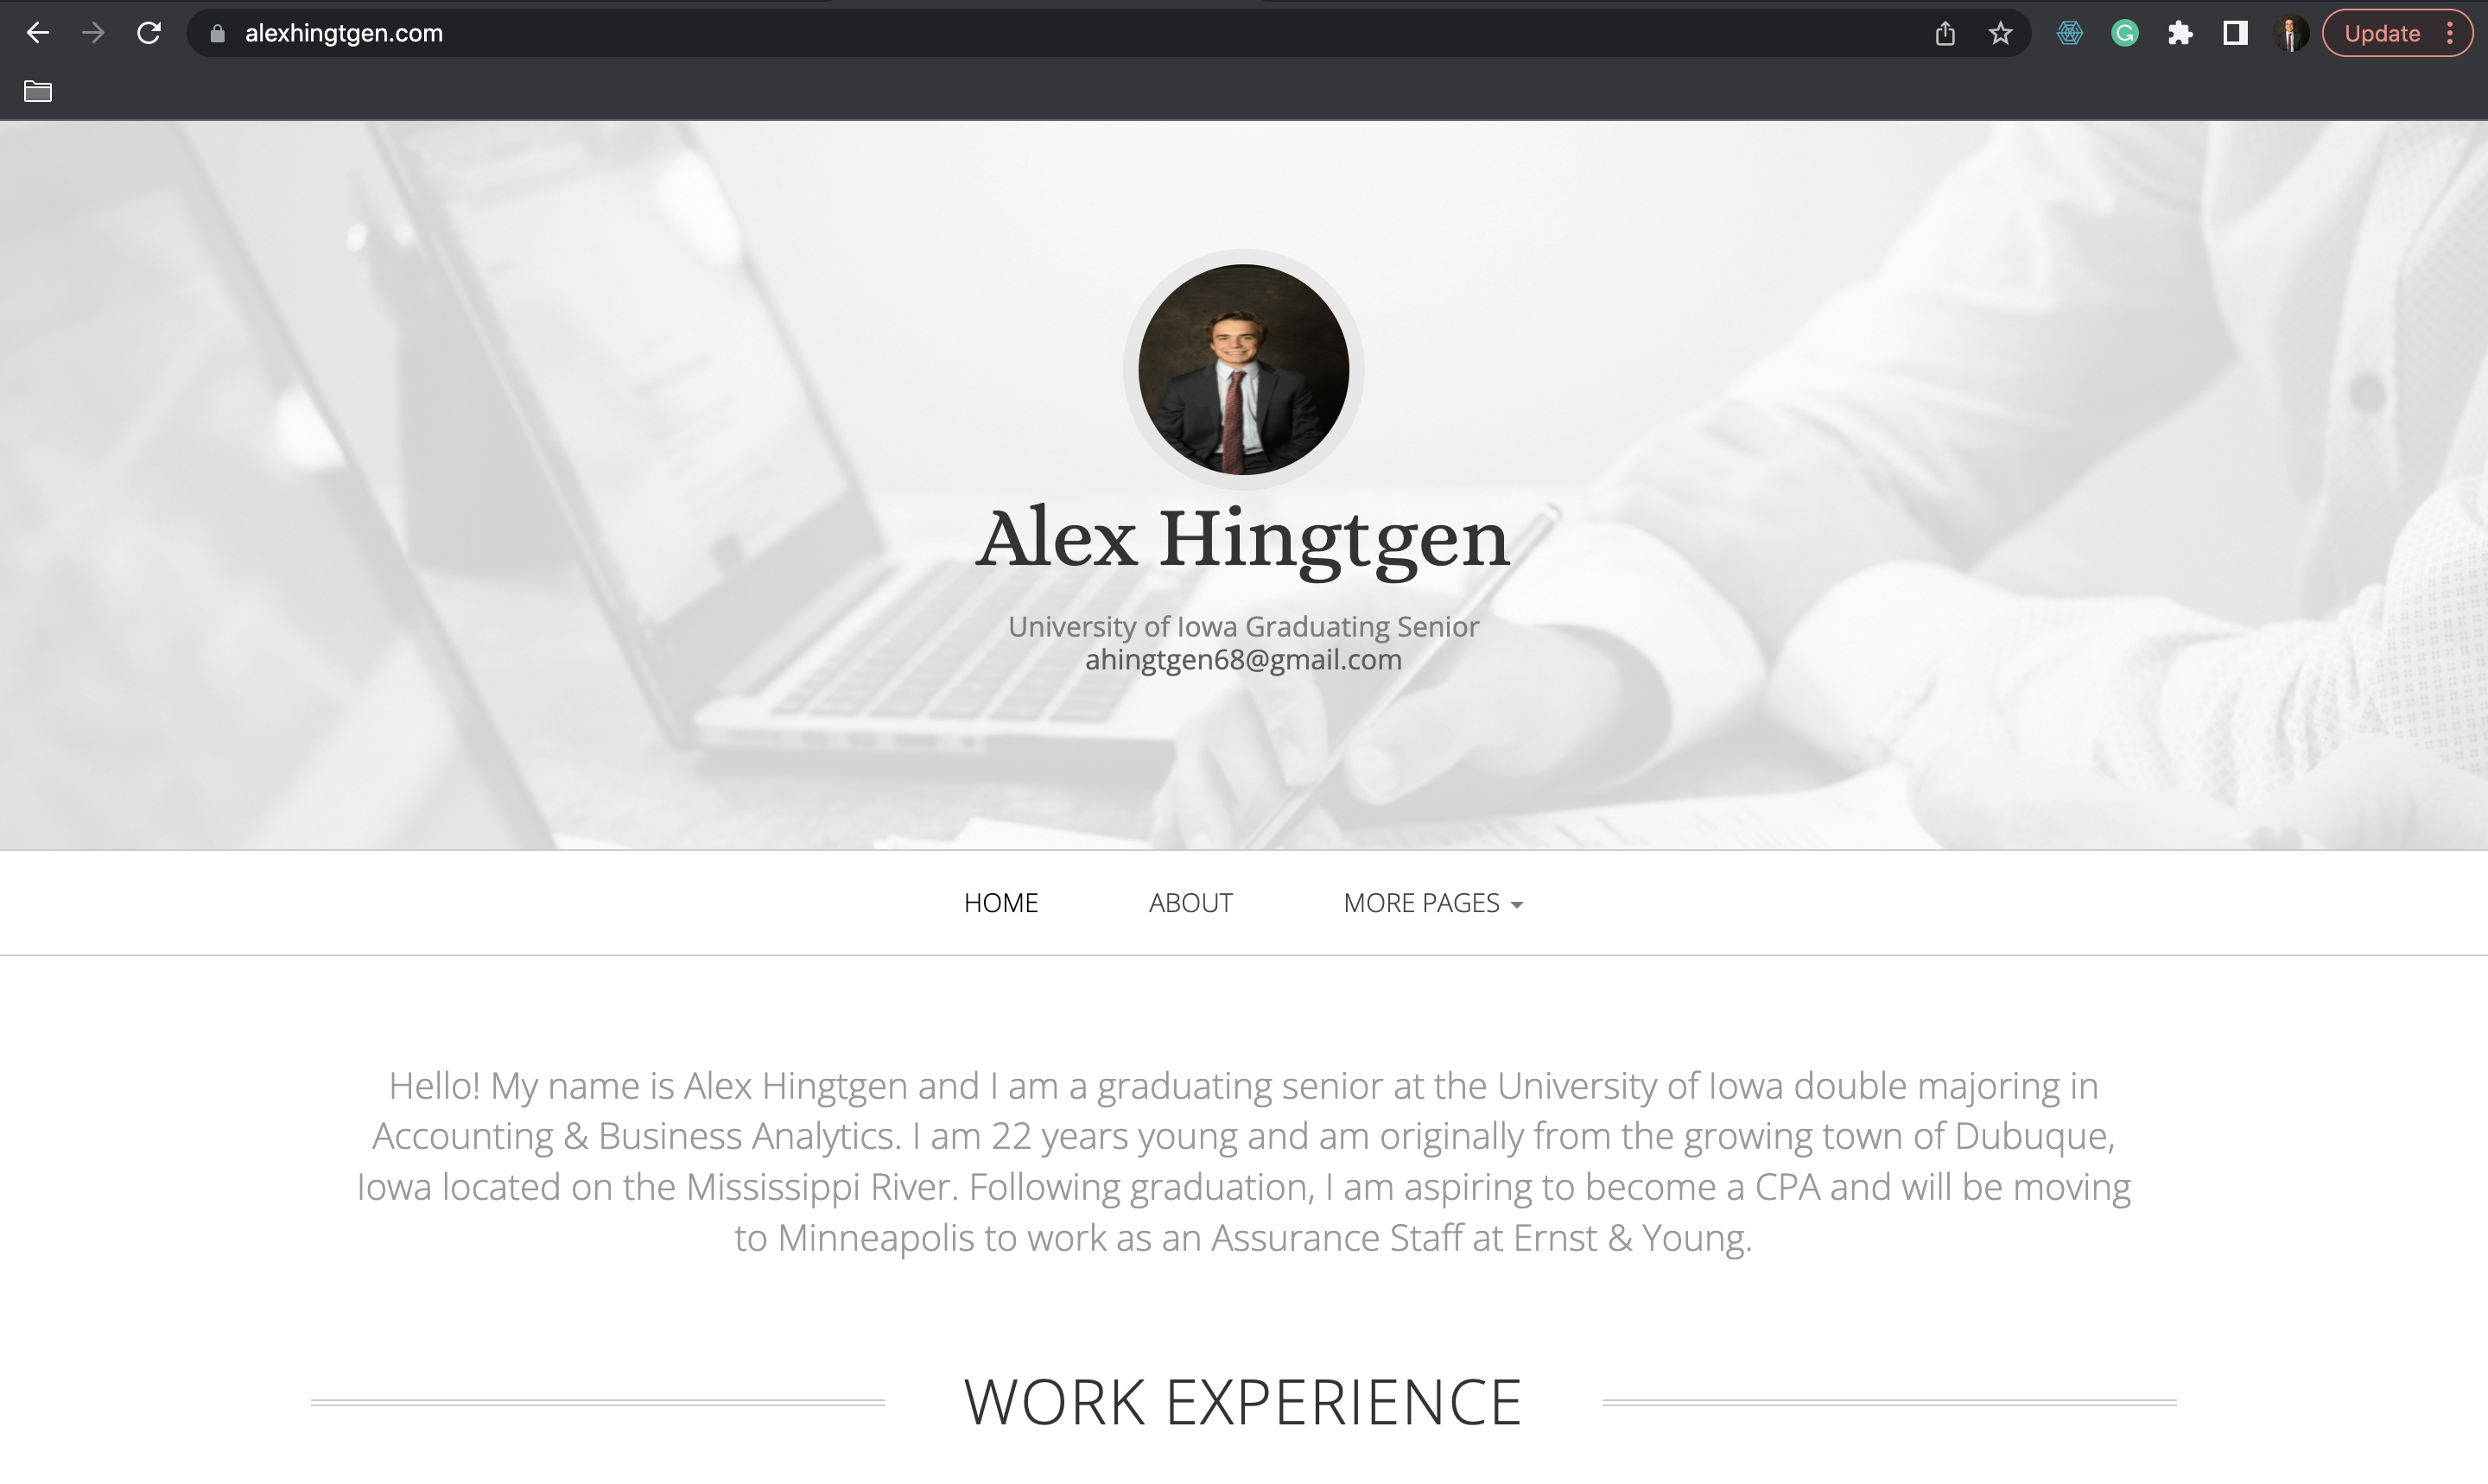 alexhingtgen.com
Update
Alex Hingtgen
University of Iowa Graduating Senior
ahingtgen68@gmail.com
HOME ABOUT MORE PAGES
Hello! My name is Alex Hingtgen and I am a graduating senior at the University of Iowa double majoring in
Accounting & Business Analytics. I am 22 years young and am originally from the growing town of Dubuque,
Iowa located on the Mississippi River. Following graduation, I am aspiring to become a CPA and will be moving
to Minneapolis to work as an Assurance Staff at Ernst & Young.
WORK EXPERIENCE